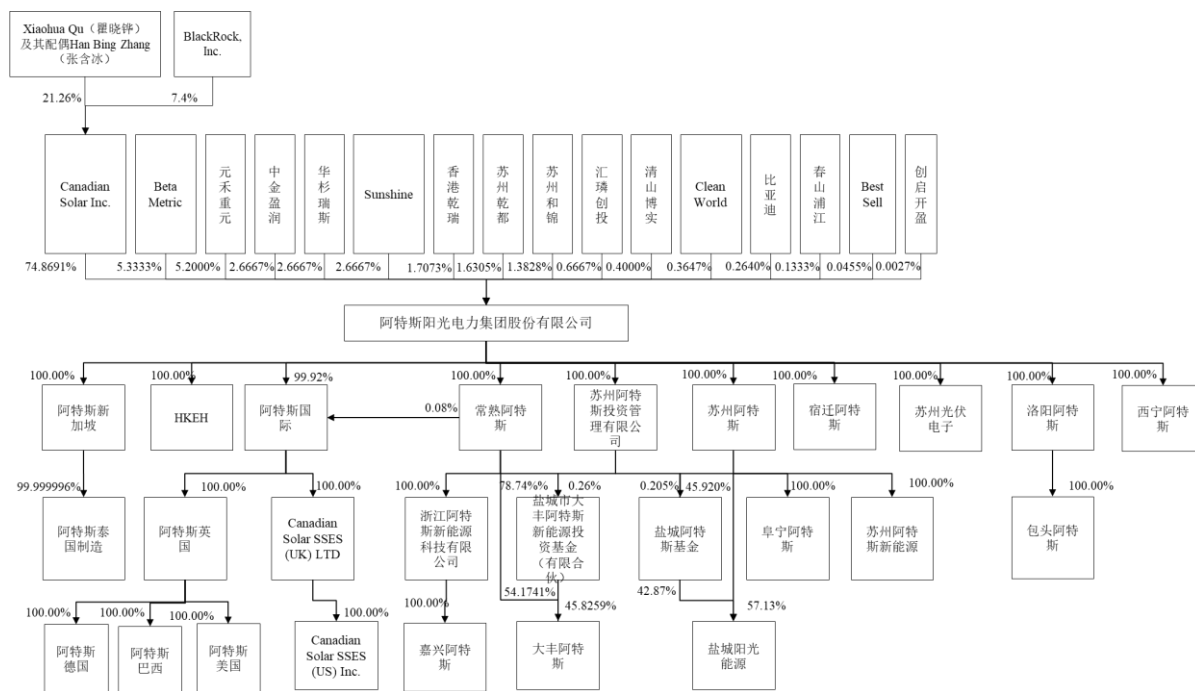 Xiaohua Qu（瞿晓铧）
及其配偶Han Bing Zhang
（张含冰）
BlackRock,
Inc.
21.26%
7.4%
Canadian
Solar Inc.
Beta
Metric
元禾重元
中金盈润
华杉瑞斯
Sunshine
香港乾瑞
苏州乾都
苏州和锦
汇璘创投
清山博实
Clean
World
比亚迪
春山浦江
Best
Sell
创启开盈
74.8691%
5.3333%
5.2000%
2.6667%
2.6667%
2.6667%
1.7073%
1.6305%
1.3828%
0.6667%
0.4000%
0.3647%
0.2640%
0.1333%
0.0455%
0.0027%
阿特斯阳光电力集团股份有限公司
100.00%
100.00%
99.92%
100.00%
100.00%
100.00%
100.00%
100.00%
100.00%
100.00%
阿特斯新
加坡
HKEH
阿特斯国
际
0.08%
常熟阿特
斯
苏州阿特
斯投资管
理有限公
司
苏州阿特
斯
宿迁阿特
斯
苏州光伏
电子
洛阳阿特
斯
西宁阿特
斯
99.999996%
100.00%
100.00%
100.00%
78.74%
0.26%
0.205%
45.920%
100.00%
100.00%
100.00%
阿特斯泰
国制造
阿特斯英
国
Canadian
Solar SSES
(UK) LTD
浙江阿特
斯新能源
科技有限
公司
盐城市大
丰阿特斯
新能源投
资基金
（有限合
伙）
盐城阿特
斯基金
阜宁阿特
斯
苏州阿特
斯新能源
包头阿特
斯
100.00%
100.00%
100.00%
100.00%
100.00%
54.1741%
45.8259%
42.87%
57.13%
阿特斯
德国
阿特斯
巴西
阿特斯
美国
Canadian
Solar SSES
(US) Inc.
嘉兴阿特
斯
大丰阿特
斯
盐城阳光
能源